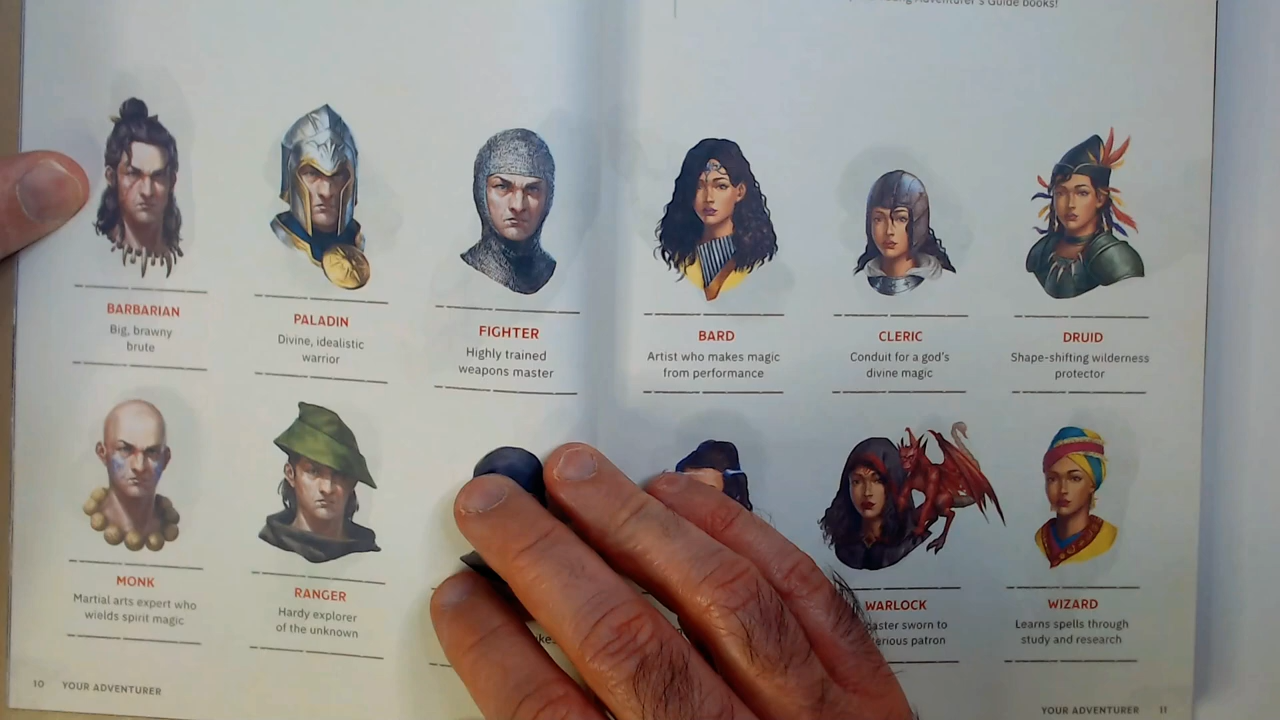 Adventurer's Guide books!
BARBARIAN
Big, brawny
brute
PALADIN
Divine, idealistic
warrior
FIGHTER
Highly trained
weapons master
BARD
Artist who makes magic
from performance
CLERIC
Conduit for a god's
divine magic
DRUID
Shape-shifting wilderness
protector
MONK
Martial arts expert who
wields spirit magic
RANGER
Hardy explorer
of the unknown
WARLOCK
sworn to
patron
WIZARD
Learns spells through
study and research
10 YOUR ADVENTURER
YOUR ADVENTURER 11